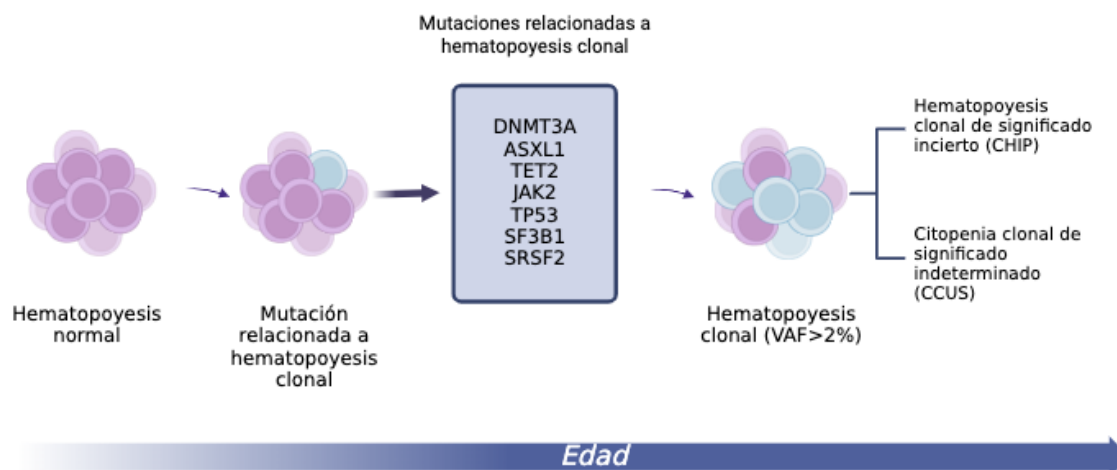 Mutaciones relacionadas a
hematopoyesis clonal
DNMT3A
ASXL1
TET2
JAK2
TP53
SF3B1
SRSF2
Hematopoyesis
normal
Mutación
relacionada a
hematopoyesis
clonal
Hematopoyesis
clonal (VAF>2%)
Hematopoyesis
clonal de significado
incierto (CHIP)
Citopenia clonal de
significado
indeterminado
(CCUS)
Edad